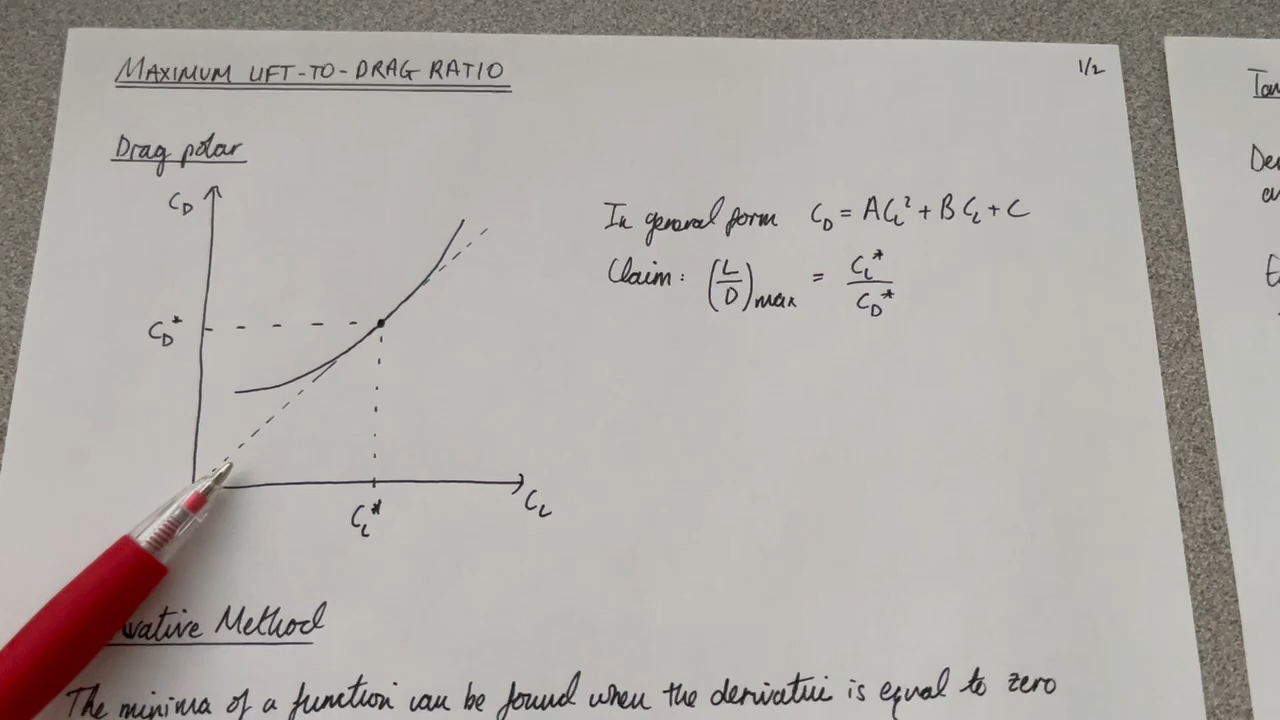 MAXIMUM LIFT-TO-DRAG RATIO
1/2
Drag polar
C_D
C_D*
C_L*
C_L
In general form C_D = AC_L² + BC_L + C
Claim: (L/D)max = C_L*/C_D*
vative Method
The minima of a function can be found when the derivative is equal to zero